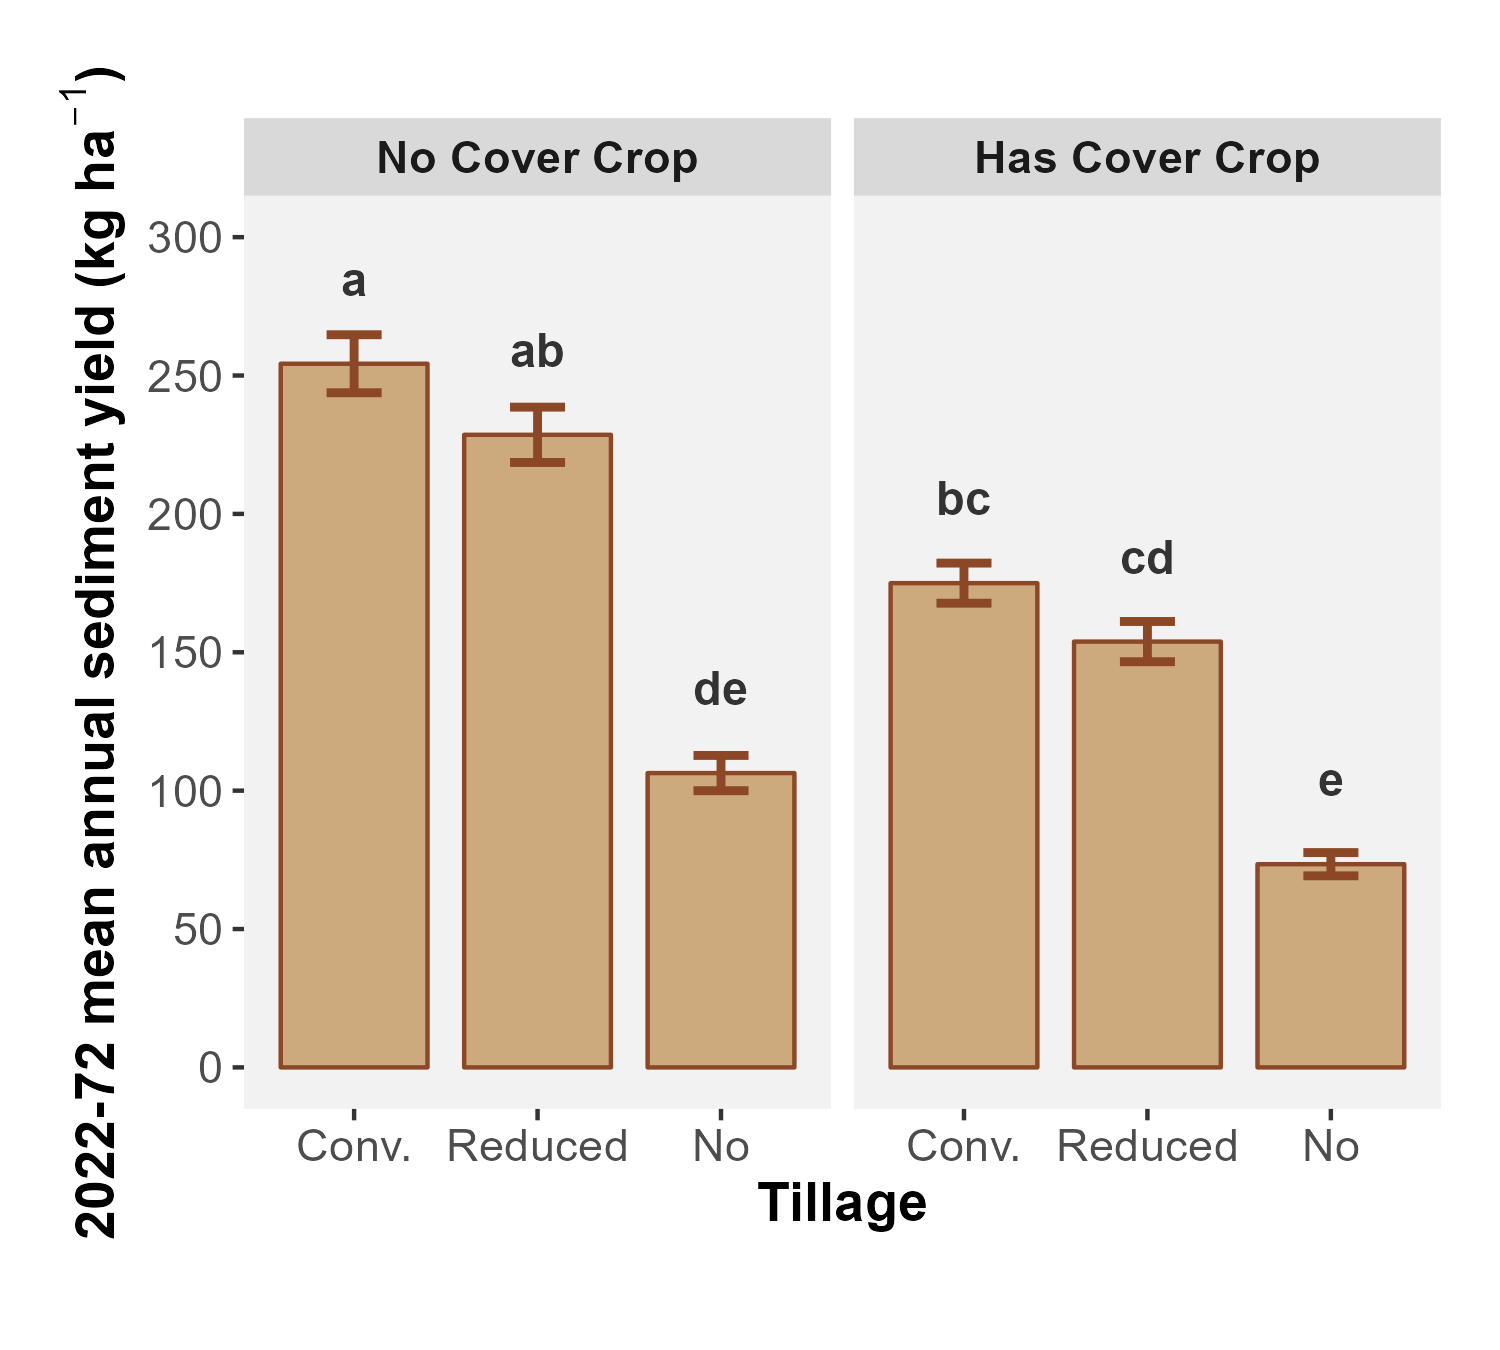 2022-72 mean annual sediment yield (kg ha⁻¹)
No Cover Crop
Has Cover Crop
300
250
200
150
100
50
0
a
ab
de
bc
cd
e
Conv. Reduced No
Conv. Reduced No
Tillage